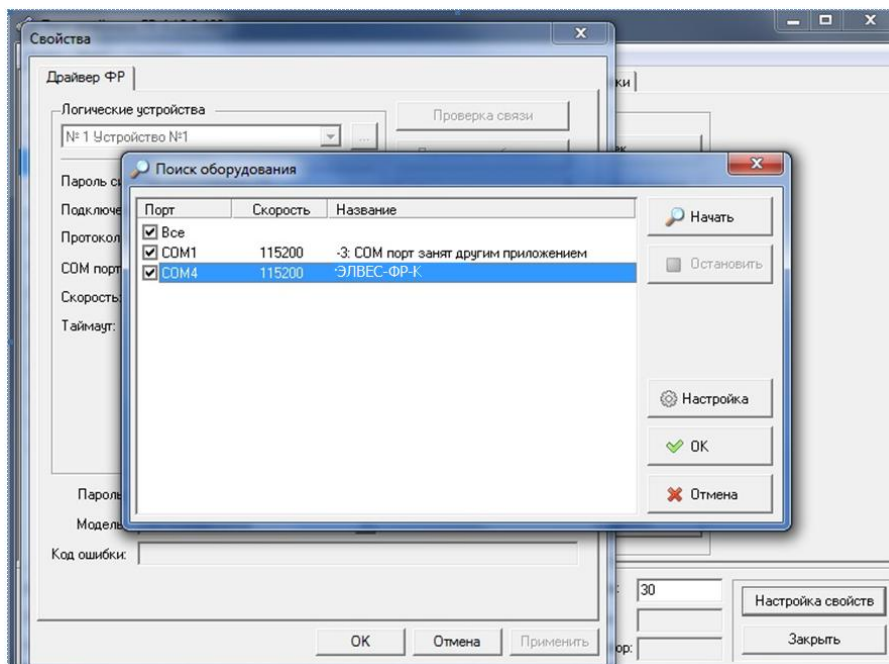 Свойства
Драйвер ФР
Логические устройства
№ 1 Устройство №1
...
Проверка связи
Поиск оборудования
Порт Скорость Название
Все
COM1 115200 -3: COM порт занят другим приложением
COM4 115200 ЭЛВЕС-ФР-К
Начать
Остановить
Настройка
OK
Отмена
Пароль
Подключе
Протокол
COM порт
Скорость:
Таймаут:
Пароль
Модель
Код ошибки:
OK Отмена Применить
30
Настройка свойств
Закрыть
ор:
ки